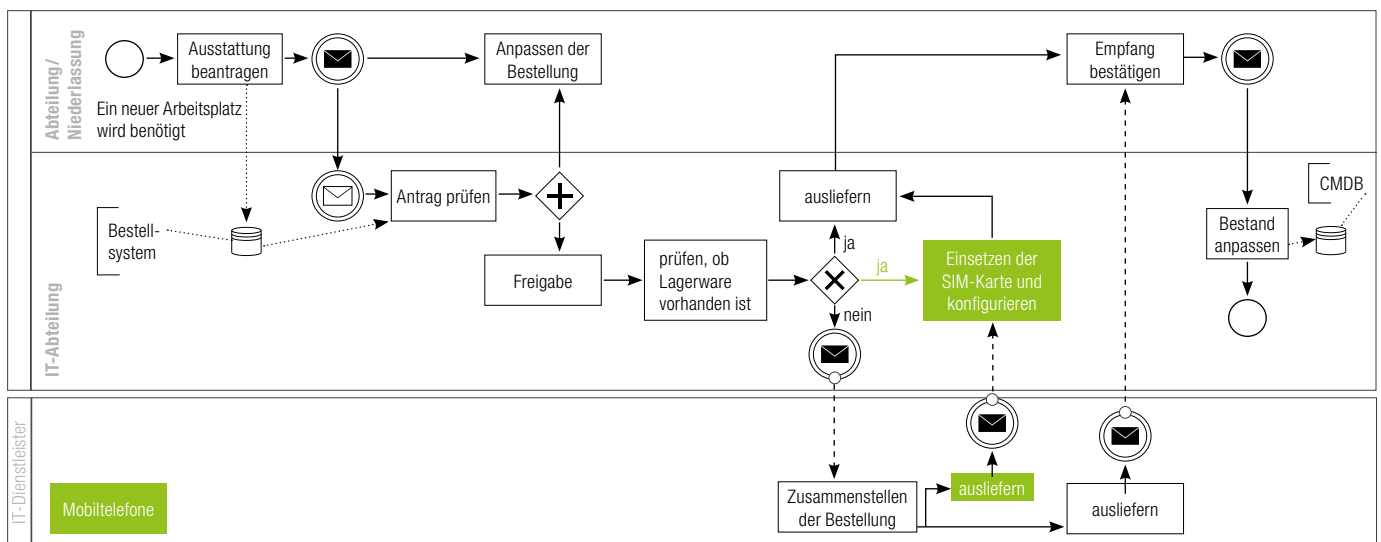 Abteilung/
Niederlassung
Ausstattung
beantragen
Ein neuer Arbeitsplatz
wird benötigt
Anpassen der
Bestellung
Empfang
bestätigen
IT-Abteilung
Bestell-
system
Antrag prüfen
Freigabe
prüfen, ob
Lagerware
vorhanden ist
ausliefern
ja
ja
nein
Einsetzen der
SIM-Karte und
konfigurieren
CMDB
Bestand
anpassen
IT-Dienstleister
Mobiltelefone
Zusammenstellen
der Bestellung
ausliefern
ausliefern